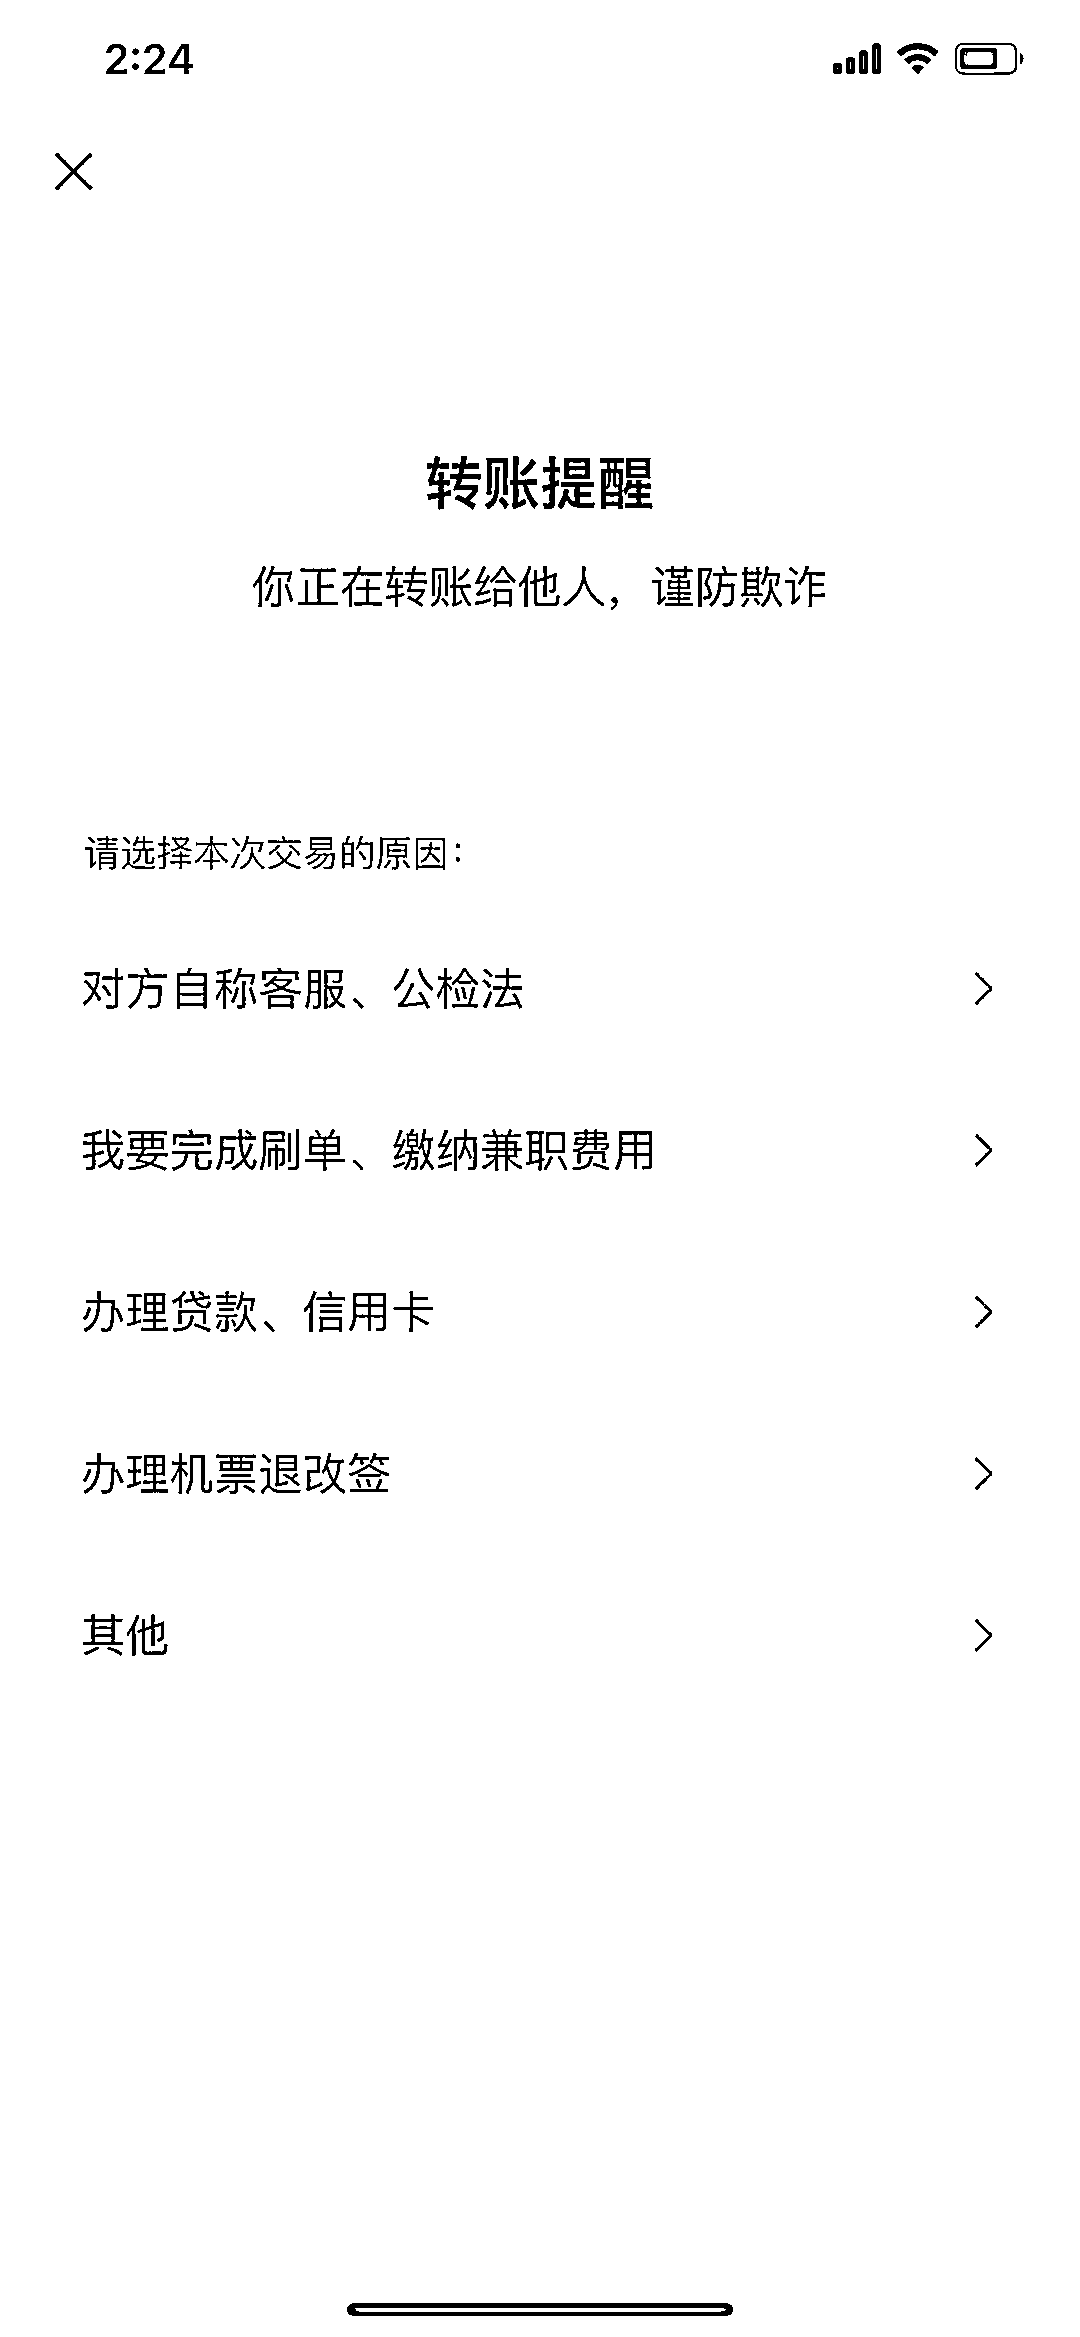 2:24
转账提醒
你正在转账给他人，谨防欺诈
请选择本次交易的原因：
对方自称客服、公检法
我要完成刷单、缴纳兼职费用
办理贷款、信用卡
办理机票退改签
其他